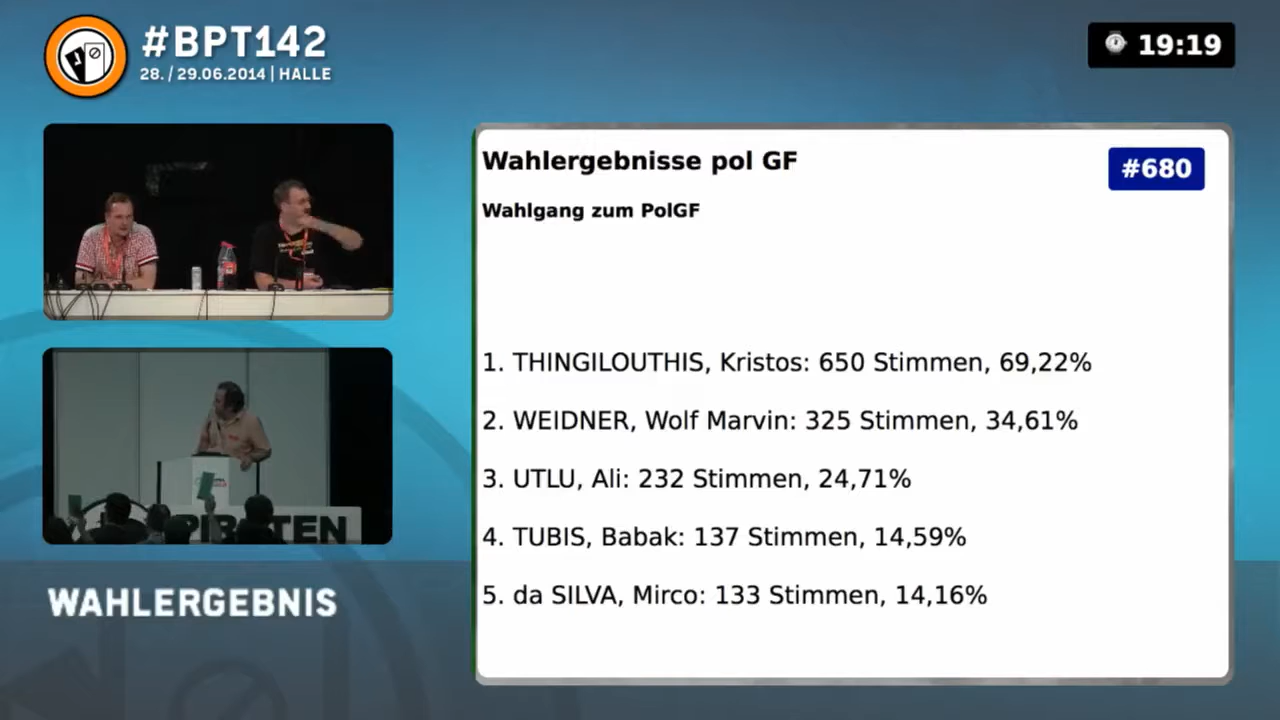 #BPT142
28. / 29.06.2014 | HALLE
19:19
Wahlergebnisse pol GF
#680
Wahlgang zum PolGF
1. THINGILOUTHIS, Kristos: 650 Stimmen, 69,22%
2. WEIDNER, Wolf Marvin: 325 Stimmen, 34,61%
3. UTLU, Ali: 232 Stimmen, 24,71%
4. TUBIS, Babak: 137 Stimmen, 14,59%
5. da SILVA, Mirco: 133 Stimmen, 14,16%
PIRATEN
WAHLERGEBNIS